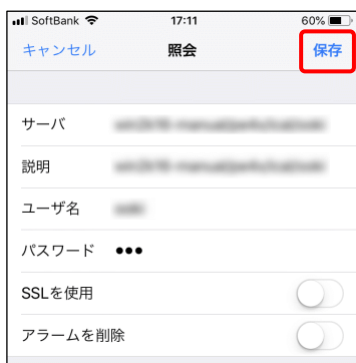 SoftBank 17:11 60%
キャンセル 照会 保存
サーバ
説明
ユーザ名
パスワード ●●●
SSLを使用
アラームを削除